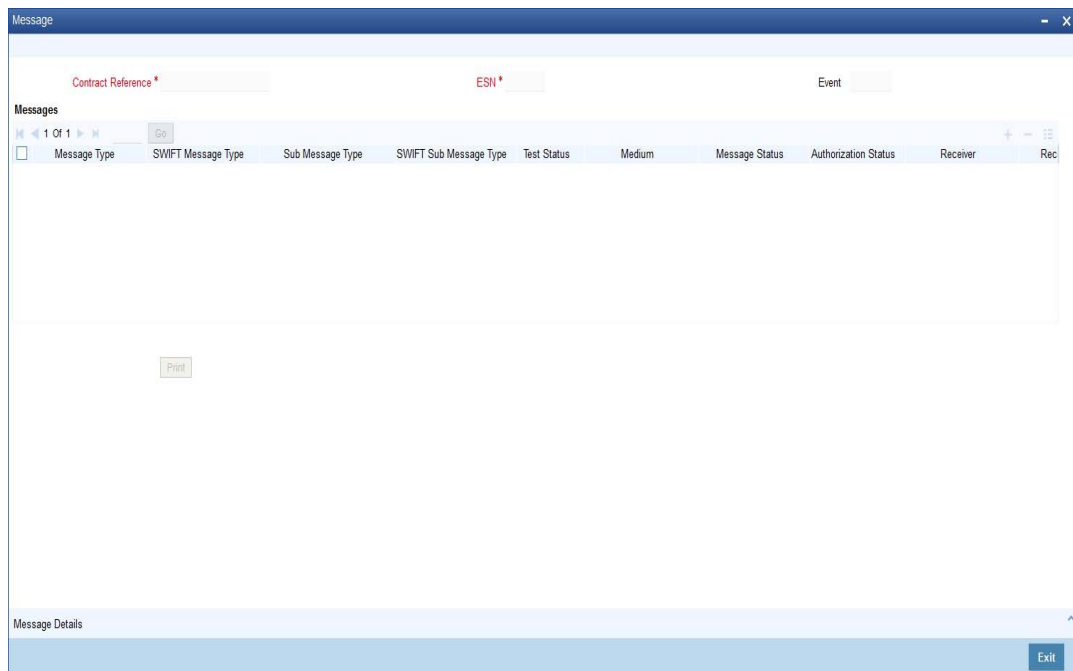 Message
Contract Reference * ESN * Event
Messages
1 Of 1 Go
Message Type SWIFT Message Type Sub Message Type SWIFT Sub Message Type Test Status Medium Message Status Authorization Status Receiver Rec
Print
Message Details
Exit